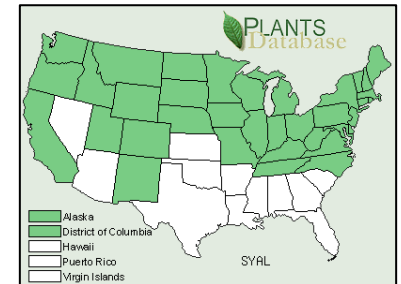 PLANTS
Database
Alaska
District of Columbia
Hawaii
Puerto Rico
Virgin Islands
SYAL